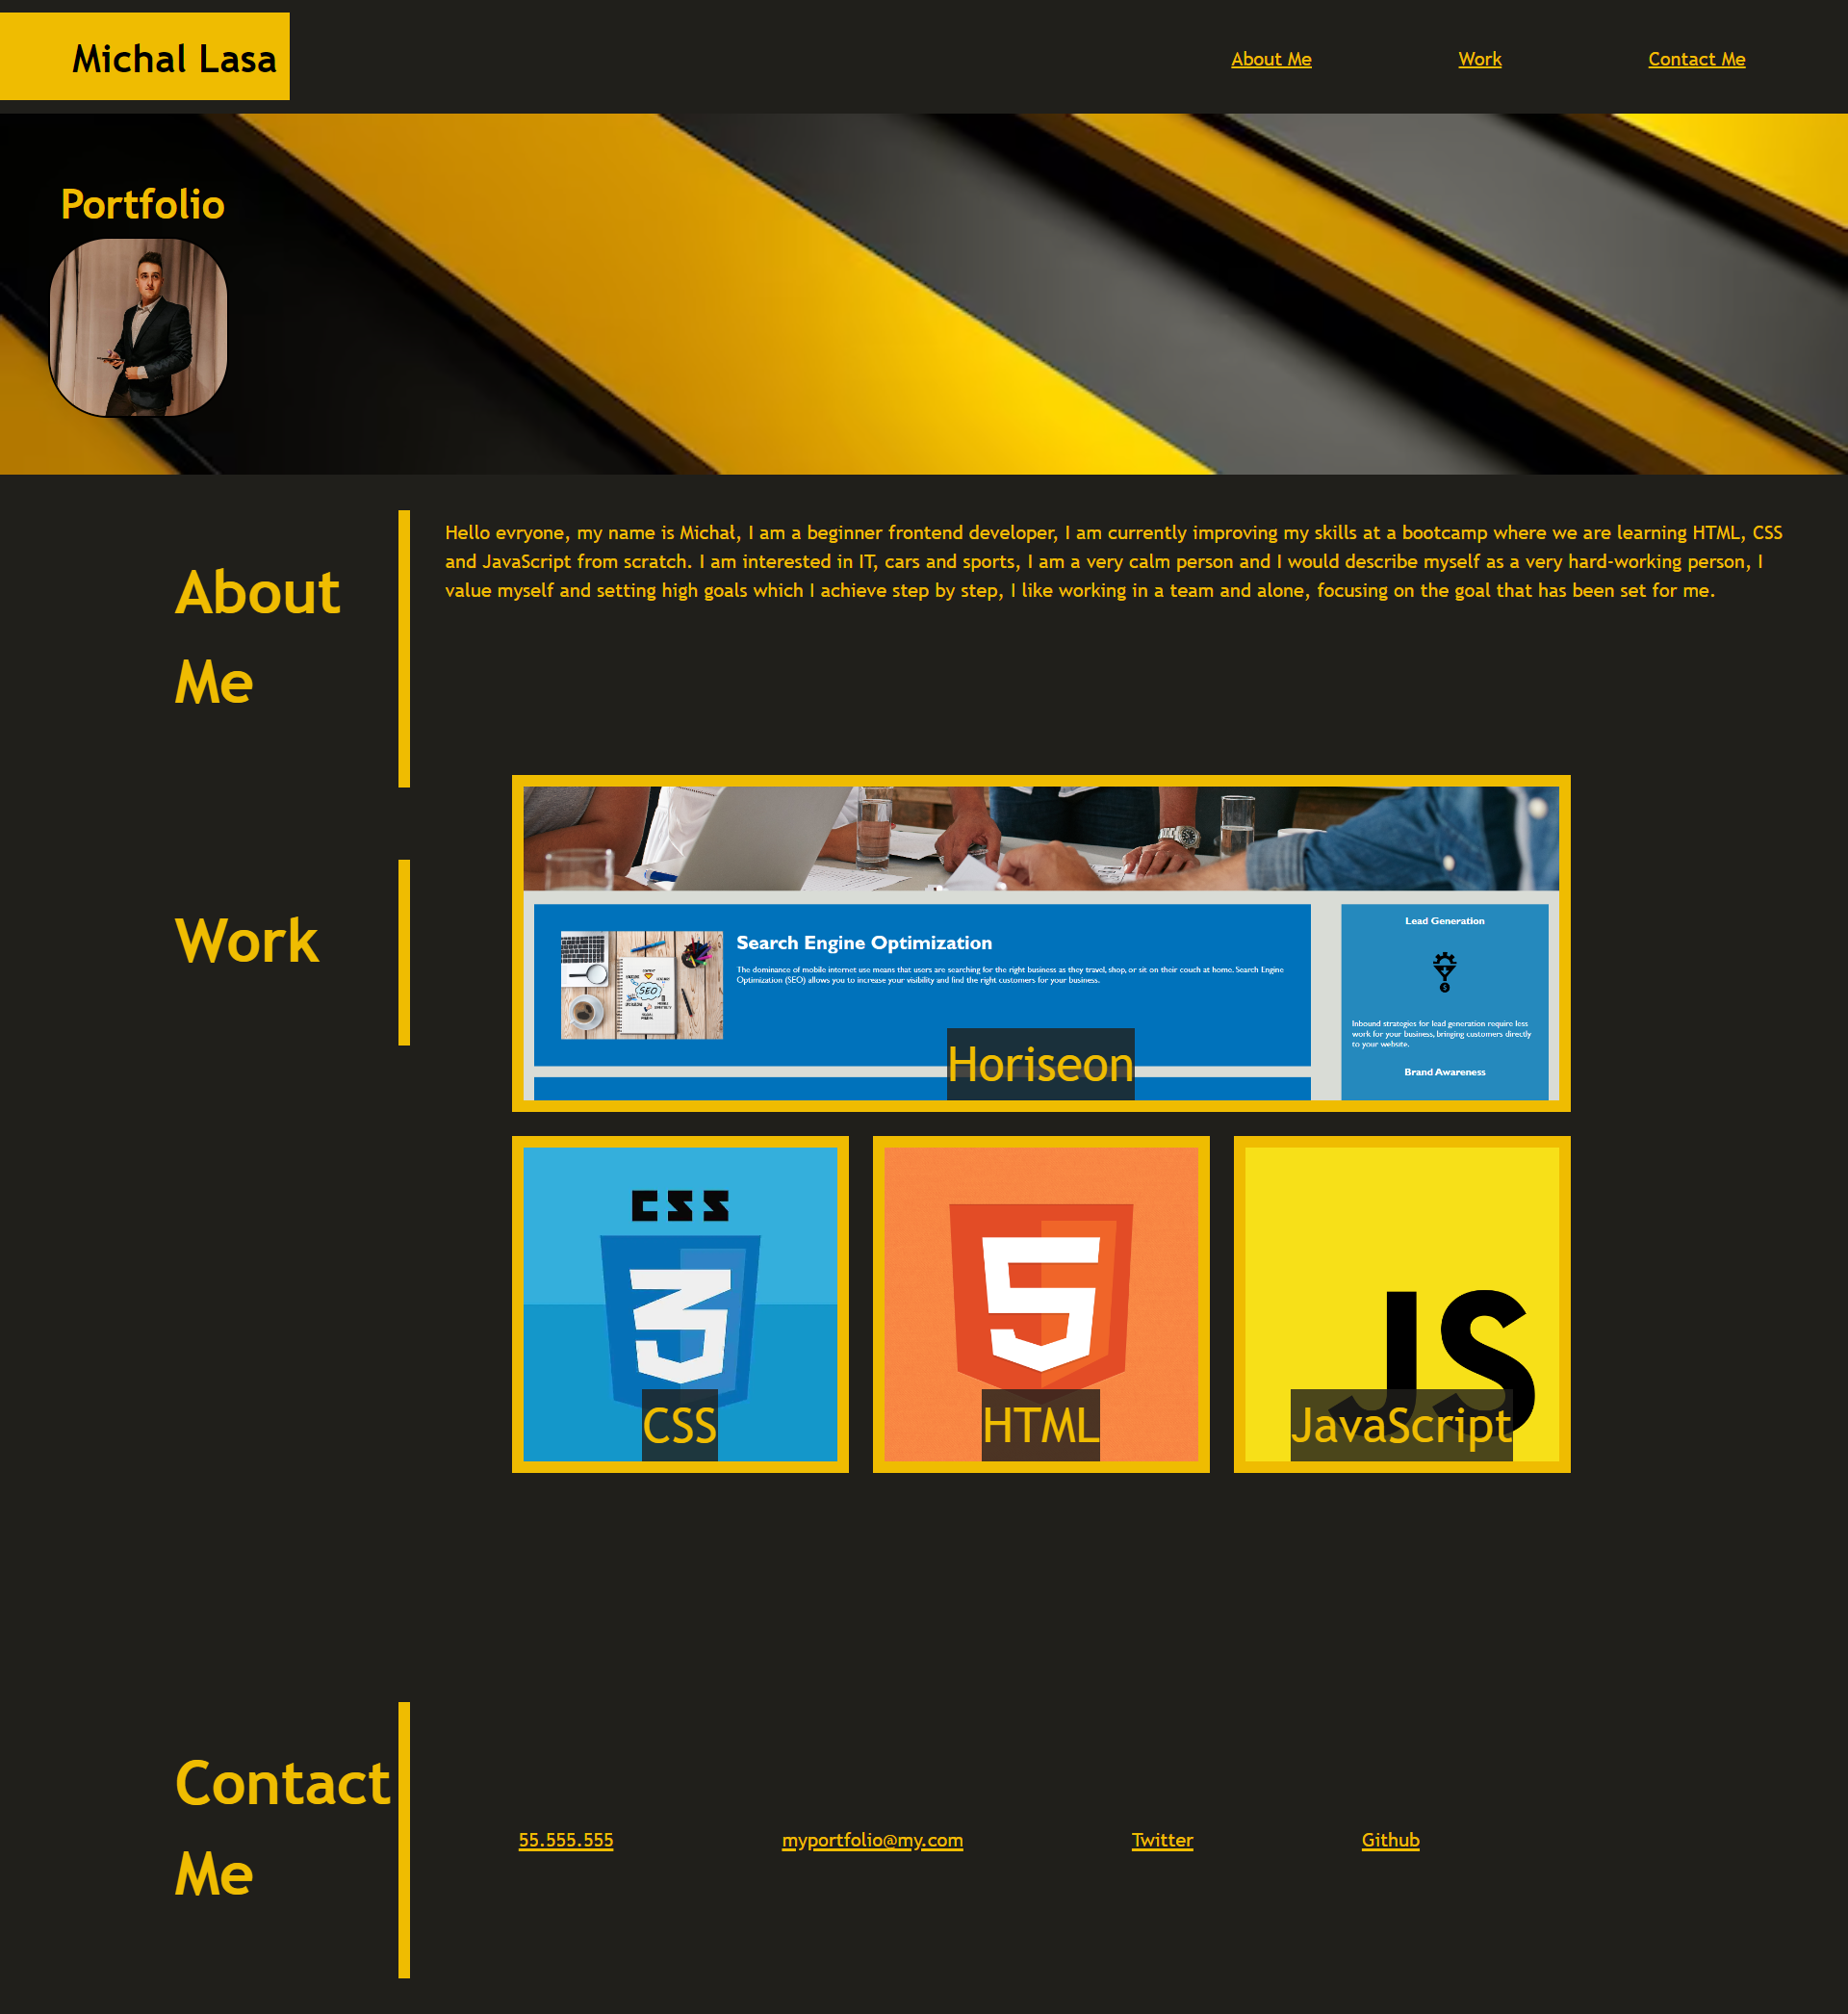 Michal Lasa
About Me
Work
Contact Me
Portfolio
About
Me
Hello evryone, my name is Michał, I am a beginner frontend developer, I am currently improving my skills at a bootcamp where we are learning HTML, CSS
and JavaScript from scratch. I am interested in IT, cars and sports, I am a very calm person and I would describe myself as a very hard-working person, I
value myself and setting high goals which I achieve step by step, I like working in a team and alone, focusing on the goal that has been set for me.
Work
SEO
Search Engine Optimization
The dominance of mobile internet use means that users are searching for the right business as they travel, shop, or sit on their couch at home. Search Engine
Optimization (SEO) allows you to increase your visibility and find the right customers for your business.
Lead Generation
Inbound strategies for lead generation require less
work for your business, bringing customers directly
to your website.
Brand Awareness
Horiseon
CSS
3
CSS
5
HTML
JS
JavaScript
Contact
Me
55.555.555
myportfolio@my.com
Twitter
Github